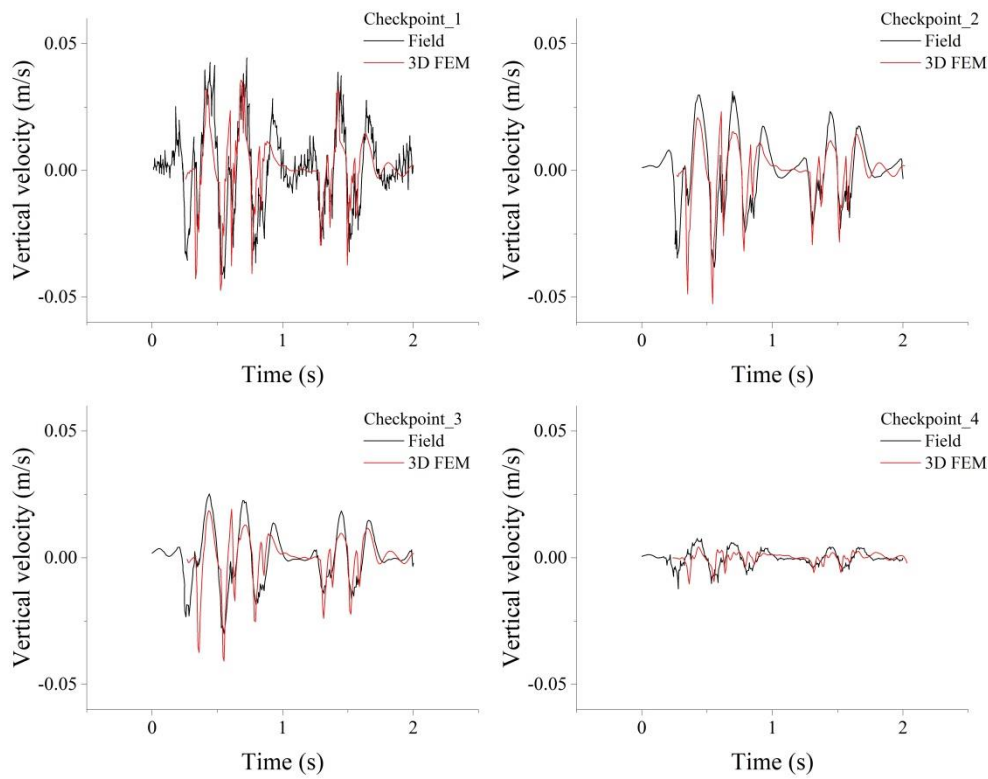 Checkpoint_1
Field
3D FEM
0.05
0.00
-0.05
Vertical velocity (m/s)
0
1
2
Time (s)
Checkpoint_2
Field
3D FEM
0.05
0.00
-0.05
Vertical velocity (m/s)
0
1
2
Time (s)
Checkpoint_3
Field
3D FEM
0.05
0.00
-0.05
Vertical velocity (m/s)
0
1
2
Time (s)
Checkpoint_4
Field
3D FEM
0.05
0.00
-0.05
Vertical velocity (m/s)
0
1
2
Time (s)